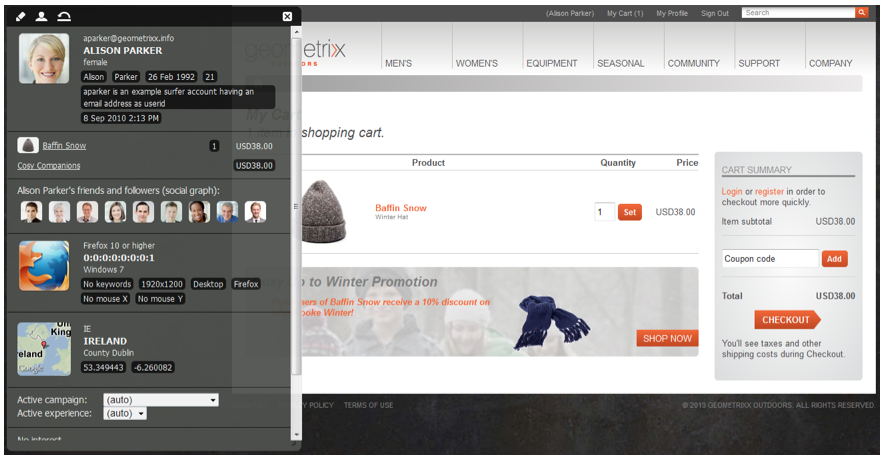 aparker@geometrixx.info
ALISON PARKER
female
Alison Parker 26 Feb 1992 21
aparker is an example surfer account having an
email address as userid
8 Sep 2010 2:13 PM
Baffin Snow 1 USD38.00
Cosy Companions USD38.00
Alison Parker's friends and followers (social graph):
Firefox 10 or higher
0:0:0:0:0:0:0:1
Windows 7
No keywords 1920x1200 Desktop Firefox
No mouse X No mouse Y
IE
IRELAND
County Dublin
53.349443 -6.260082
Active campaign: (auto)
Active experience: (auto)
No interest
(Alison Parker) My Cart (1) My Profile Sign Out Search
geometrixx
MEN'S WOMEN'S EQUIPMENT SEASONAL COMMUNITY SUPPORT COMPANY
My Cart
shopping cart.
Product Quantity Price
Baffin Snow
Winter Hat
1 Set USD38.00
to Winter Promotion
of Baffin Snow receive a 10% discount on
Winter!
SHOP NOW
CART SUMMARY
Login or register in order to
checkout more quickly.
Item subtotal USD38.00
Coupon code Add
Total USD38.00
CHECKOUT
You'll see taxes and other
shipping costs during Checkout.
POLICY TERMS OF USE
© 2013 GEOMETRIXX OUTDOORS. ALL RIGHTS RESERVED.